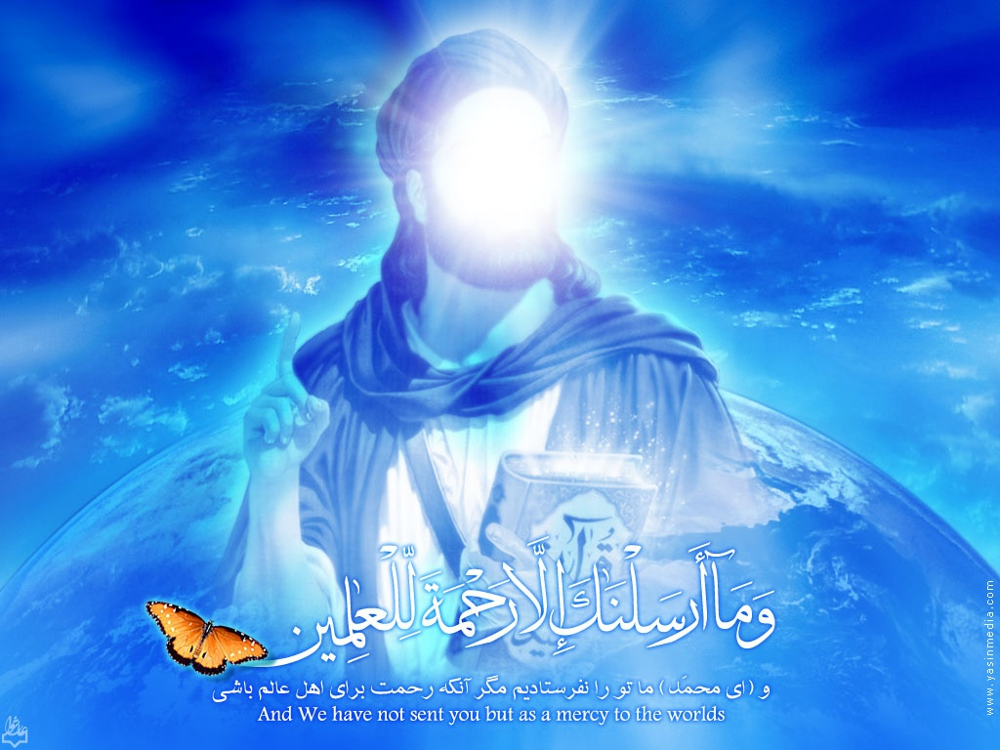 وَمَآ أَرْسَلْنَٰكَ إِلَّا رَحْمَةً لِّلْعَٰلَمِينَ
و (ای محمَد) ما تو را نفرستادیم مگر آنکه رحمت برای اهل عالم باشی
And We have not sent you but as a mercy to the worlds
www.yasinmedia.com